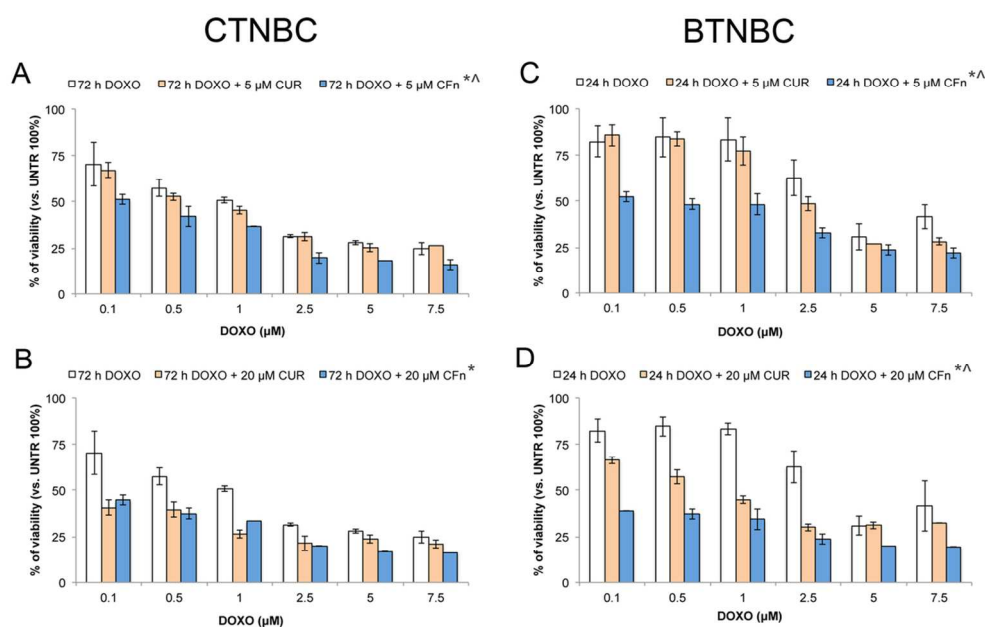 CTNBC
BTNBC
A
72 h DOXO 72 h DOXO + 5 µM CUR 72 h DOXO + 5 µM CFn *^
% of viability (vs. UNTR 100%)
100
75
50
25
0
0.1 0.5 1 2.5 5 7.5
DOXO (µM)
C
24 h DOXO 24 h DOXO + 5 µM CUR 24 h DOXO + 5 µM CFn *^
% of viability (vs. UNTR 100%)
100
75
50
25
0
0.1 0.5 1 2.5 5 7.5
DOXO (µM)
B
72 h DOXO 72 h DOXO + 20 µM CUR 72 h DOXO + 20 µM CFn *
% of viability (vs. UNTR 100%)
100
75
50
25
0
0.1 0.5 1 2.5 5 7.5
DOXO (µM)
D
24 h DOXO 24 h DOXO + 20 µM CUR 24 h DOXO + 20 µM CFn *^
% of viability (vs. UNTR 100%)
100
75
50
25
0
0.1 0.5 1 2.5 5 7.5
DOXO (µM)